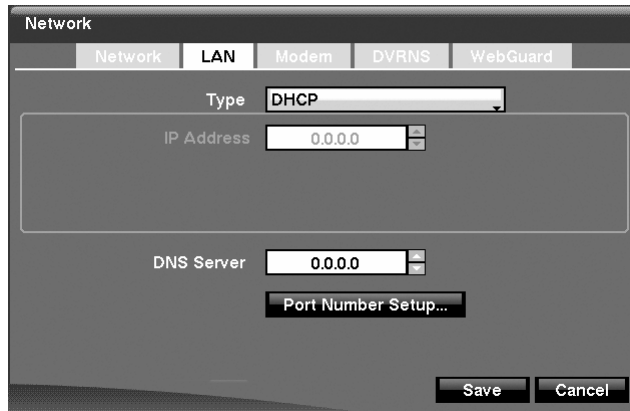 Network
Network LAN Modem DVRNS WebGuard
Type DHCP
IP Address 0.0.0.0
DNS Server 0.0.0.0
Port Number Setup...
Save Cancel